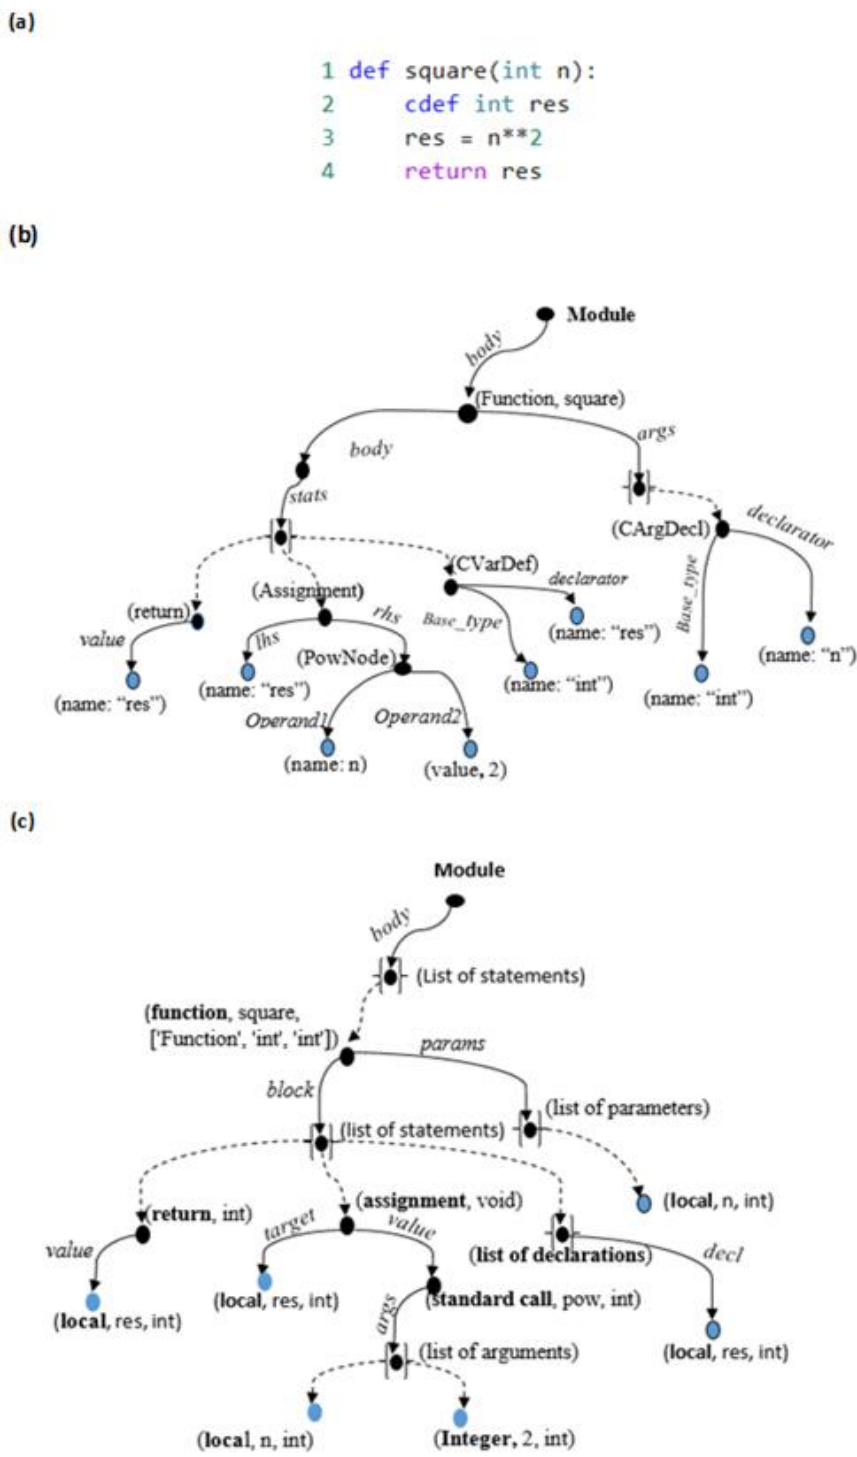 (a)
1 def square(int n):
2 cdef int res
3 res = n**2
4 return res
(b)
Module
body
(Function, square)
args
body
stats
declarator
(CArgDecl)
(CVarDef)
declarator
(Assignment)
(return)
rhs
Base_type
Base_type
value
lhs
(name: "res")
(PowNode)
(name: "n")
(name: "res")
(name: "res")
(name: "int")
(name: "int")
Operand1
Operand2
(name: n)
(value, 2)
(c)
Module
body
(List of statements)
(function, square,
['Function', 'int', 'int'])
params
block
(list of parameters)
(list of statements)
(local, n, int)
(return, int)
(assignment, void)
target
value
value
(list of declarations)
decl
(local, res, int)
(local, res, int)
(standard call, pow, int)
args
(list of arguments)
(local, res, int)
(local, n, int)
(Integer, 2, int)